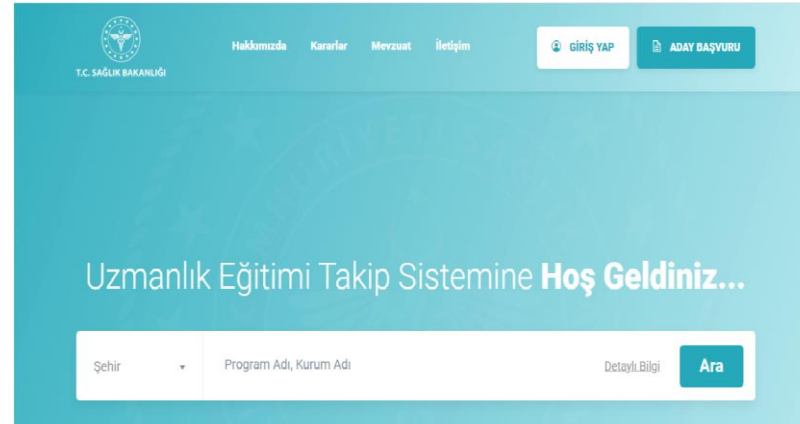 T.C. SAĞLIK BAKANLIĞI
Hakkımızda Kararlar Mevzuat İletişim
GİRİŞ YAP
ADAY BAŞVURU
Uzmanlık Eğitimi Takip Sistemine Hoş Geldiniz...
Şehir
Program Adı, Kurum Adı
Detaylı Bilgi
Ara